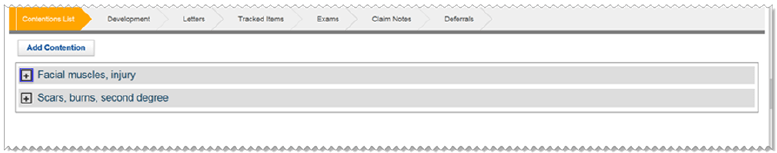 Contentions List Development Letters Tracked Items Exams Claim Notes Deferrals
Add Contention
Facial muscles, injury
Scars, burns, second degree